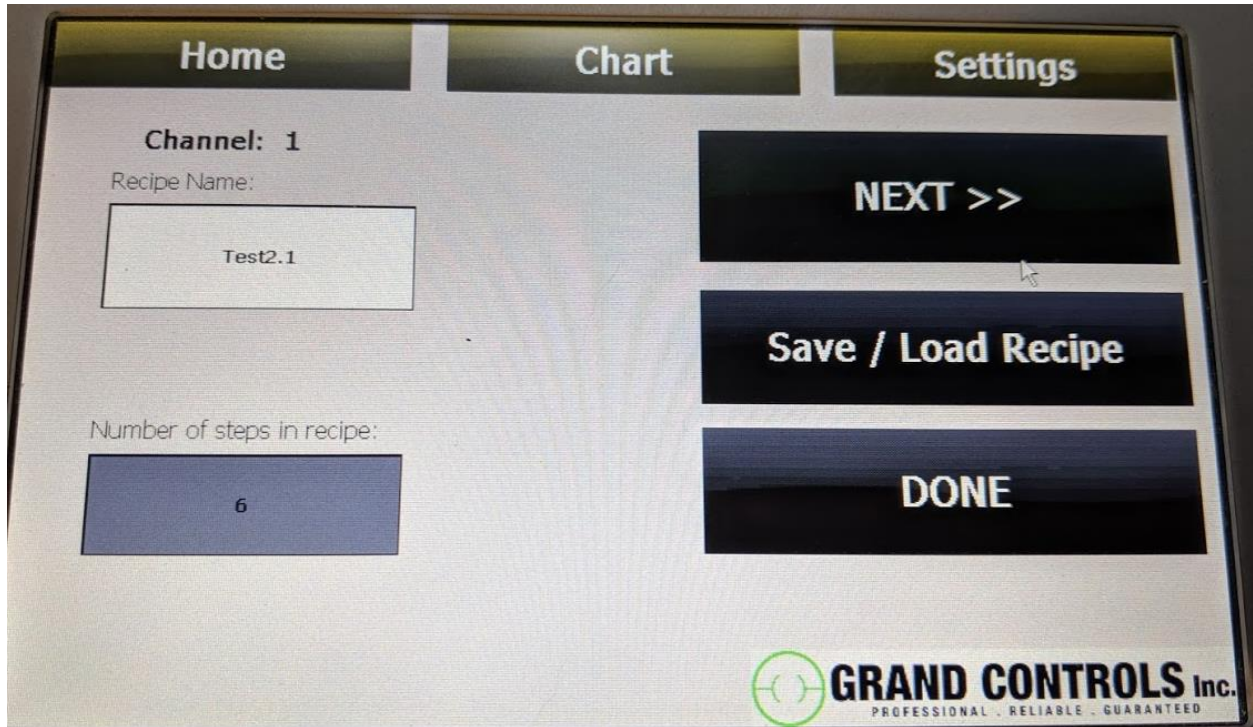 Home
Chart
Settings
Channel: 1
Recipe Name:
Test2.1
NEXT >>
Save / Load Recipe
Number of steps in recipe:
6
DONE
GRAND CONTROLS Inc.
PROFESSIONAL . RELIABLE . GUARANTEED